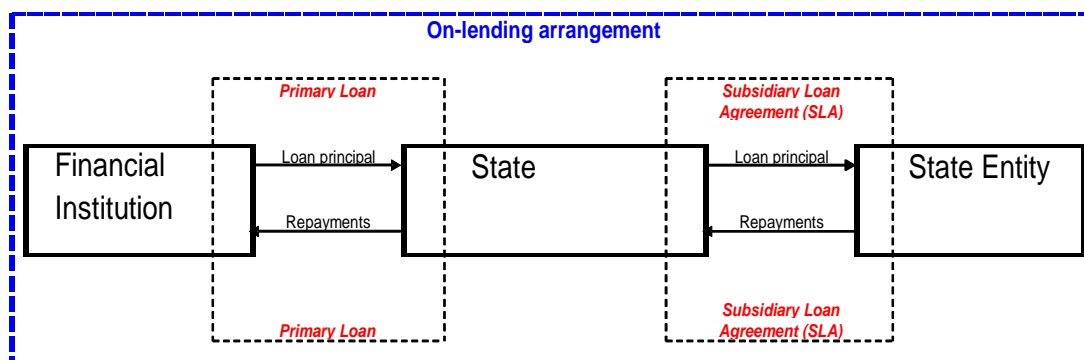 On-lending arrangement
Primary Loan
Subsidiary Loan
Agreement (SLA)
Financial
Institution
Loan principal
Repayments
State
Loan principal
Repayments
State Entity
Primary Loan
Subsidiary Loan
Agreement (SLA)